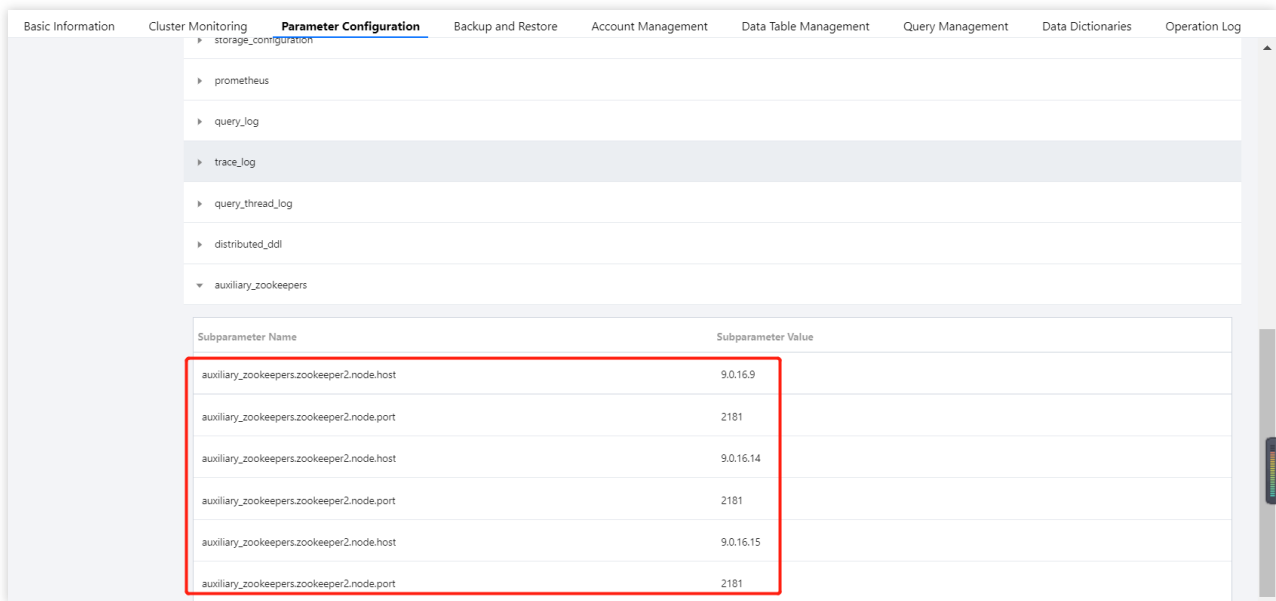 Basic Information Cluster Monitoring Parameter Configuration Backup and Restore Account Management Data Table Management Query Management Data Dictionaries Operation Log
storage_configuration
prometheus
query_log
trace_log
query_thread_log
distributed_ddl
auxiliary_zookeepers
Subparameter Name Subparameter Value
auxiliary_zookeepers.zookeeper2.node.host 9.0.16.9
auxiliary_zookeepers.zookeeper2.node.port 2181
auxiliary_zookeepers.zookeeper2.node.host 9.0.16.14
auxiliary_zookeepers.zookeeper2.node.port 2181
auxiliary_zookeepers.zookeeper2.node.host 9.0.16.15
auxiliary_zookeepers.zookeeper2.node.port 2181